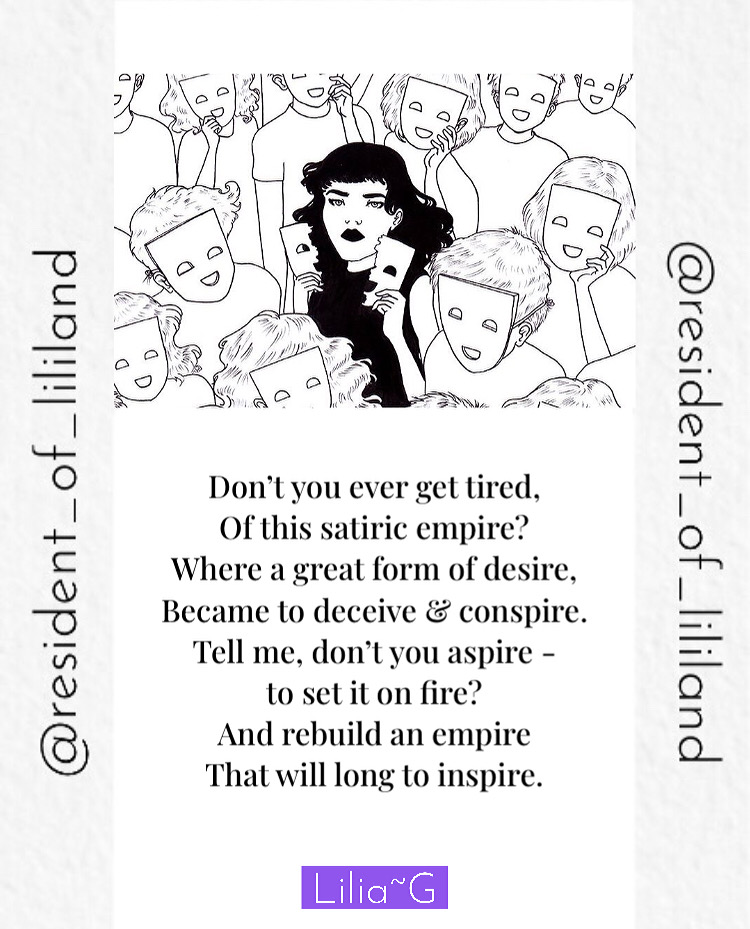 @resident_of_lililand
@resident_of_lililand
Don’t you ever get tired,
Of this satiric empire?
Where a great form of desire,
Became to deceive & conspire.
Tell me, don’t you aspire -
to set it on fire?
And rebuild an empire
That will long to inspire.
Lilia~G